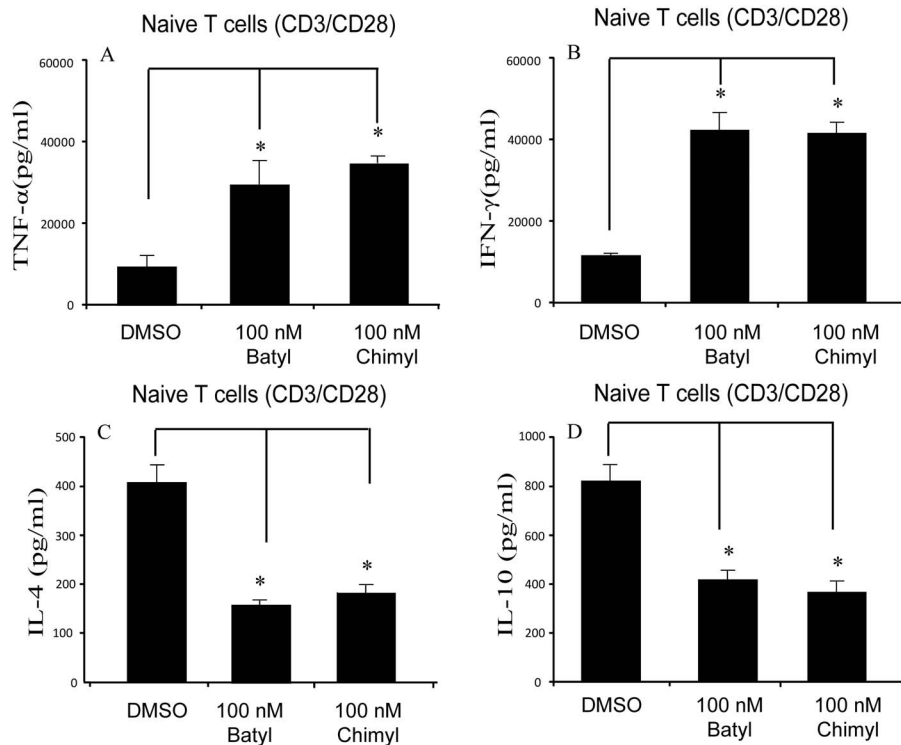 Naive T cells (CD3/CD28)
A
TNF-α(pg/ml)
60000
40000
20000
0
*
*
DMSO
100 nM
Batyl
100 nM
Chimyl
Naive T cells (CD3/CD28)
B
IFN-γ(pg/ml)
60000
40000
20000
0
*
*
DMSO
100 nM
Batyl
100 nM
Chimyl
Naive T cells (CD3/CD28)
C
IL-4 (pg/ml)
500
400
300
200
100
0
*
*
DMSO
100 nM
Batyl
100 nM
Chimyl
Naive T cells (CD3/CD28)
D
IL-10 (pg/ml)
1000
800
600
400
200
0
*
*
DMSO
100 nM
Batyl
100 nM
Chimyl